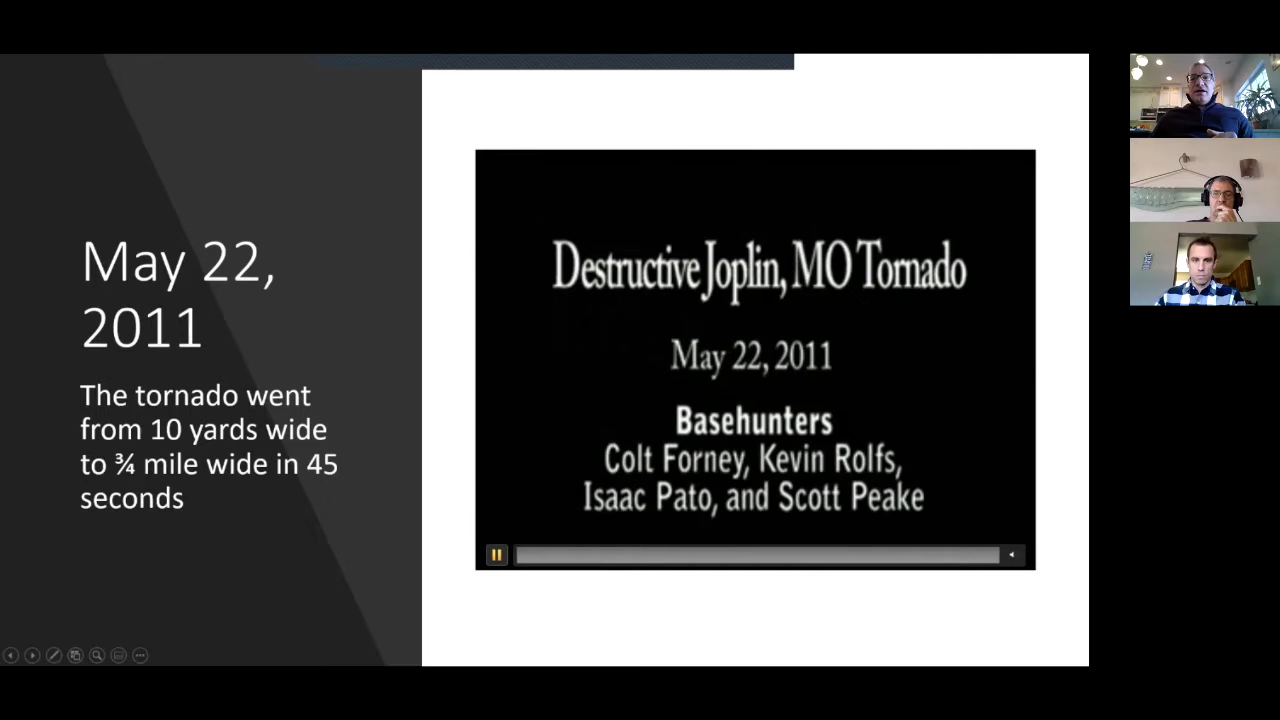 May 22,
2011
The tornado went
from 10 yards wide
to ¾ mile wide in 45
seconds
Destructive Joplin, MO Tornado
May 22, 2011
Basehunters
Colt Forney, Kevin Rolfs,
Isaac Pato, and Scott Peake